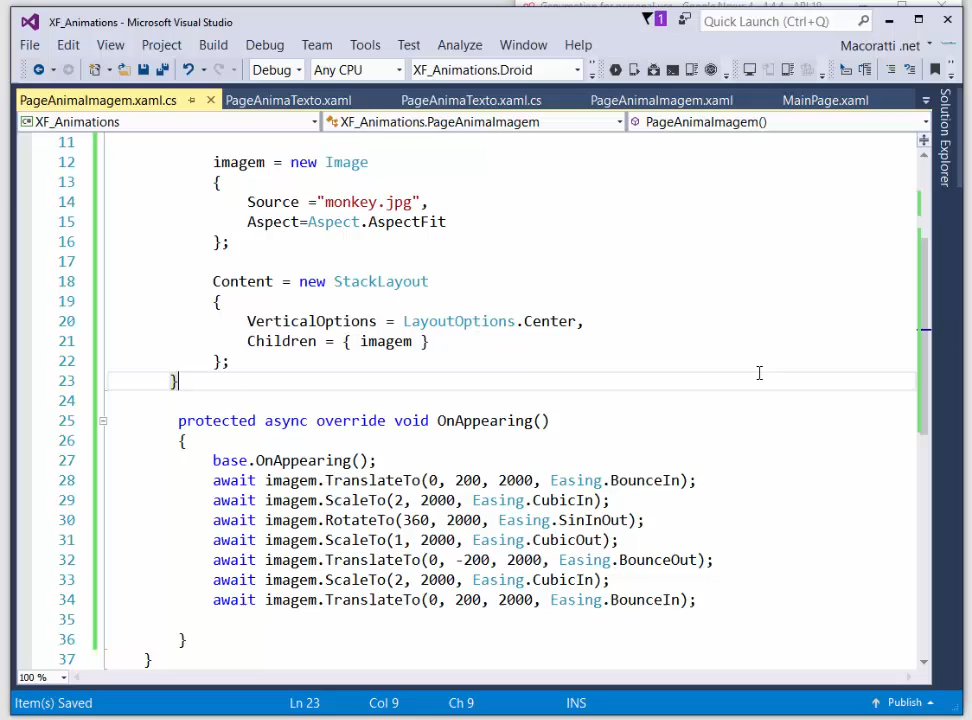 XF_Animations - Microsoft Visual Studio
1
Quick Launch (Ctrl+Q)
File Edit View Project Build Debug Team Tools Test Analyze Window Help
Macoratti .net
Debug Any CPU XF_Animations.Droid
PageAnimaImagem.xaml.cs PageAnimaTexto.xaml PageAnimaTexto.xaml.cs PageAnimaImagem.xaml MainPage.xaml
XF_Animations XF_Animations.PageAnimaImagem PageAnimaImagem()
Solution Explorer
11
12 imagem = new Image
13 {
14 Source ="monkey.jpg",
15 Aspect=Aspect.AspectFit
16 };
17
18 Content = new StackLayout
19 {
20 VerticalOptions = LayoutOptions.Center,
21 Children = { imagem }
22 };
23 }
24
25 protected async override void OnAppearing()
26 {
27 base.OnAppearing();
28 await imagem.TranslateTo(0, 200, 2000, Easing.BounceIn);
29 await imagem.ScaleTo(2, 2000, Easing.CubicIn);
30 await imagem.RotateTo(360, 2000, Easing.SinInOut);
31 await imagem.ScaleTo(1, 2000, Easing.CubicOut);
32 await imagem.TranslateTo(0, -200, 2000, Easing.BounceOut);
33 await imagem.ScaleTo(2, 2000, Easing.CubicIn);
34 await imagem.TranslateTo(0, 200, 2000, Easing.BounceIn);
35
36 }
37 }
100 %
Item(s) Saved Ln 23 Col 9 Ch 9 INS Publish